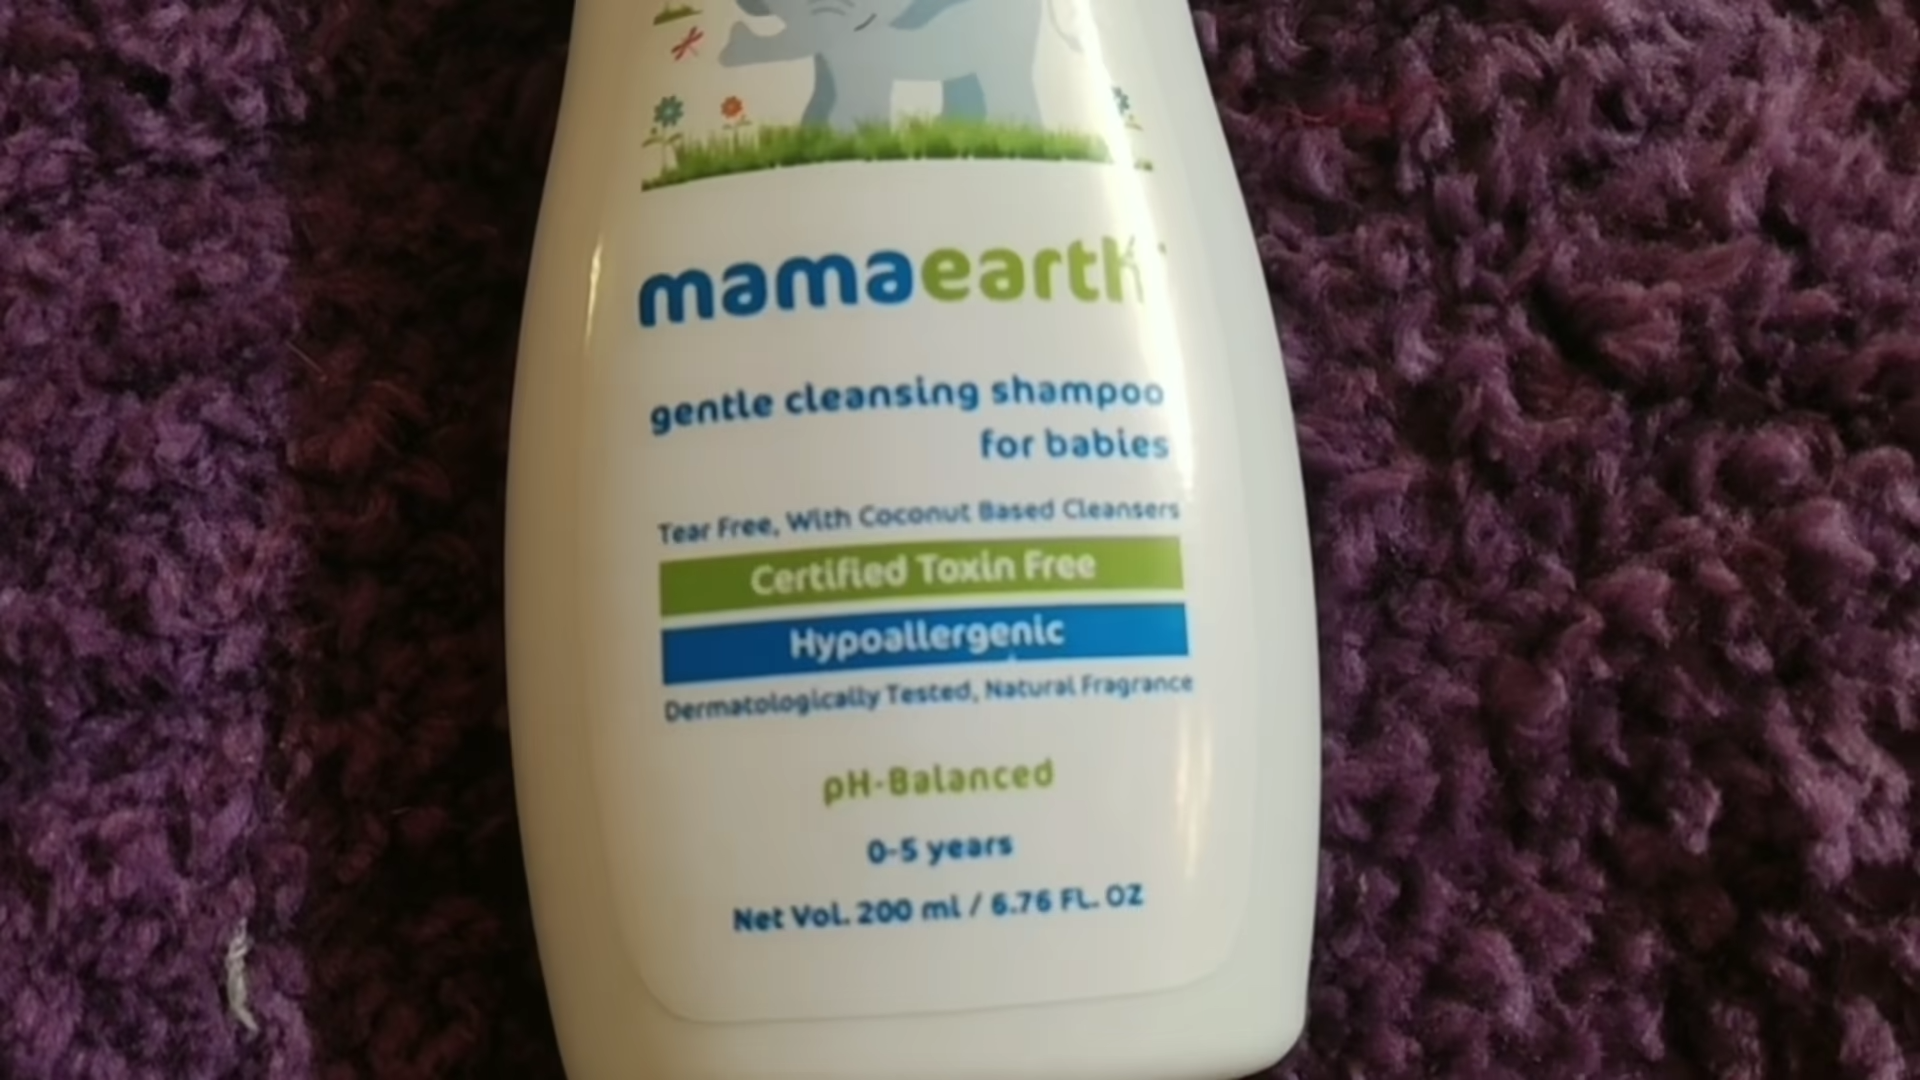 mamaearth
gentle cleansing shampoo
for babies
Tear Free, With Coconut Based Cleansers
Certified Toxin Free
Hypoallergenic
Dermatologically Tested, Natural Fragrance
pH-Balanced
0-5 years
Net Vol. 200 ml / 6.76 FL. OZ